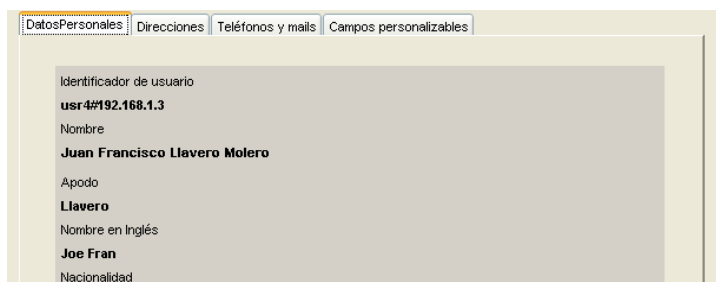 DatosPersonales Direcciones Teléfonos y mails Campos personalizables
Identificador de usuario
usr4#192.168.1.3
Nombre
Juan Francisco Llavero Molero
Apodo
Llavero
Nombre en Inglés
Joe Fran
Nacionalidad